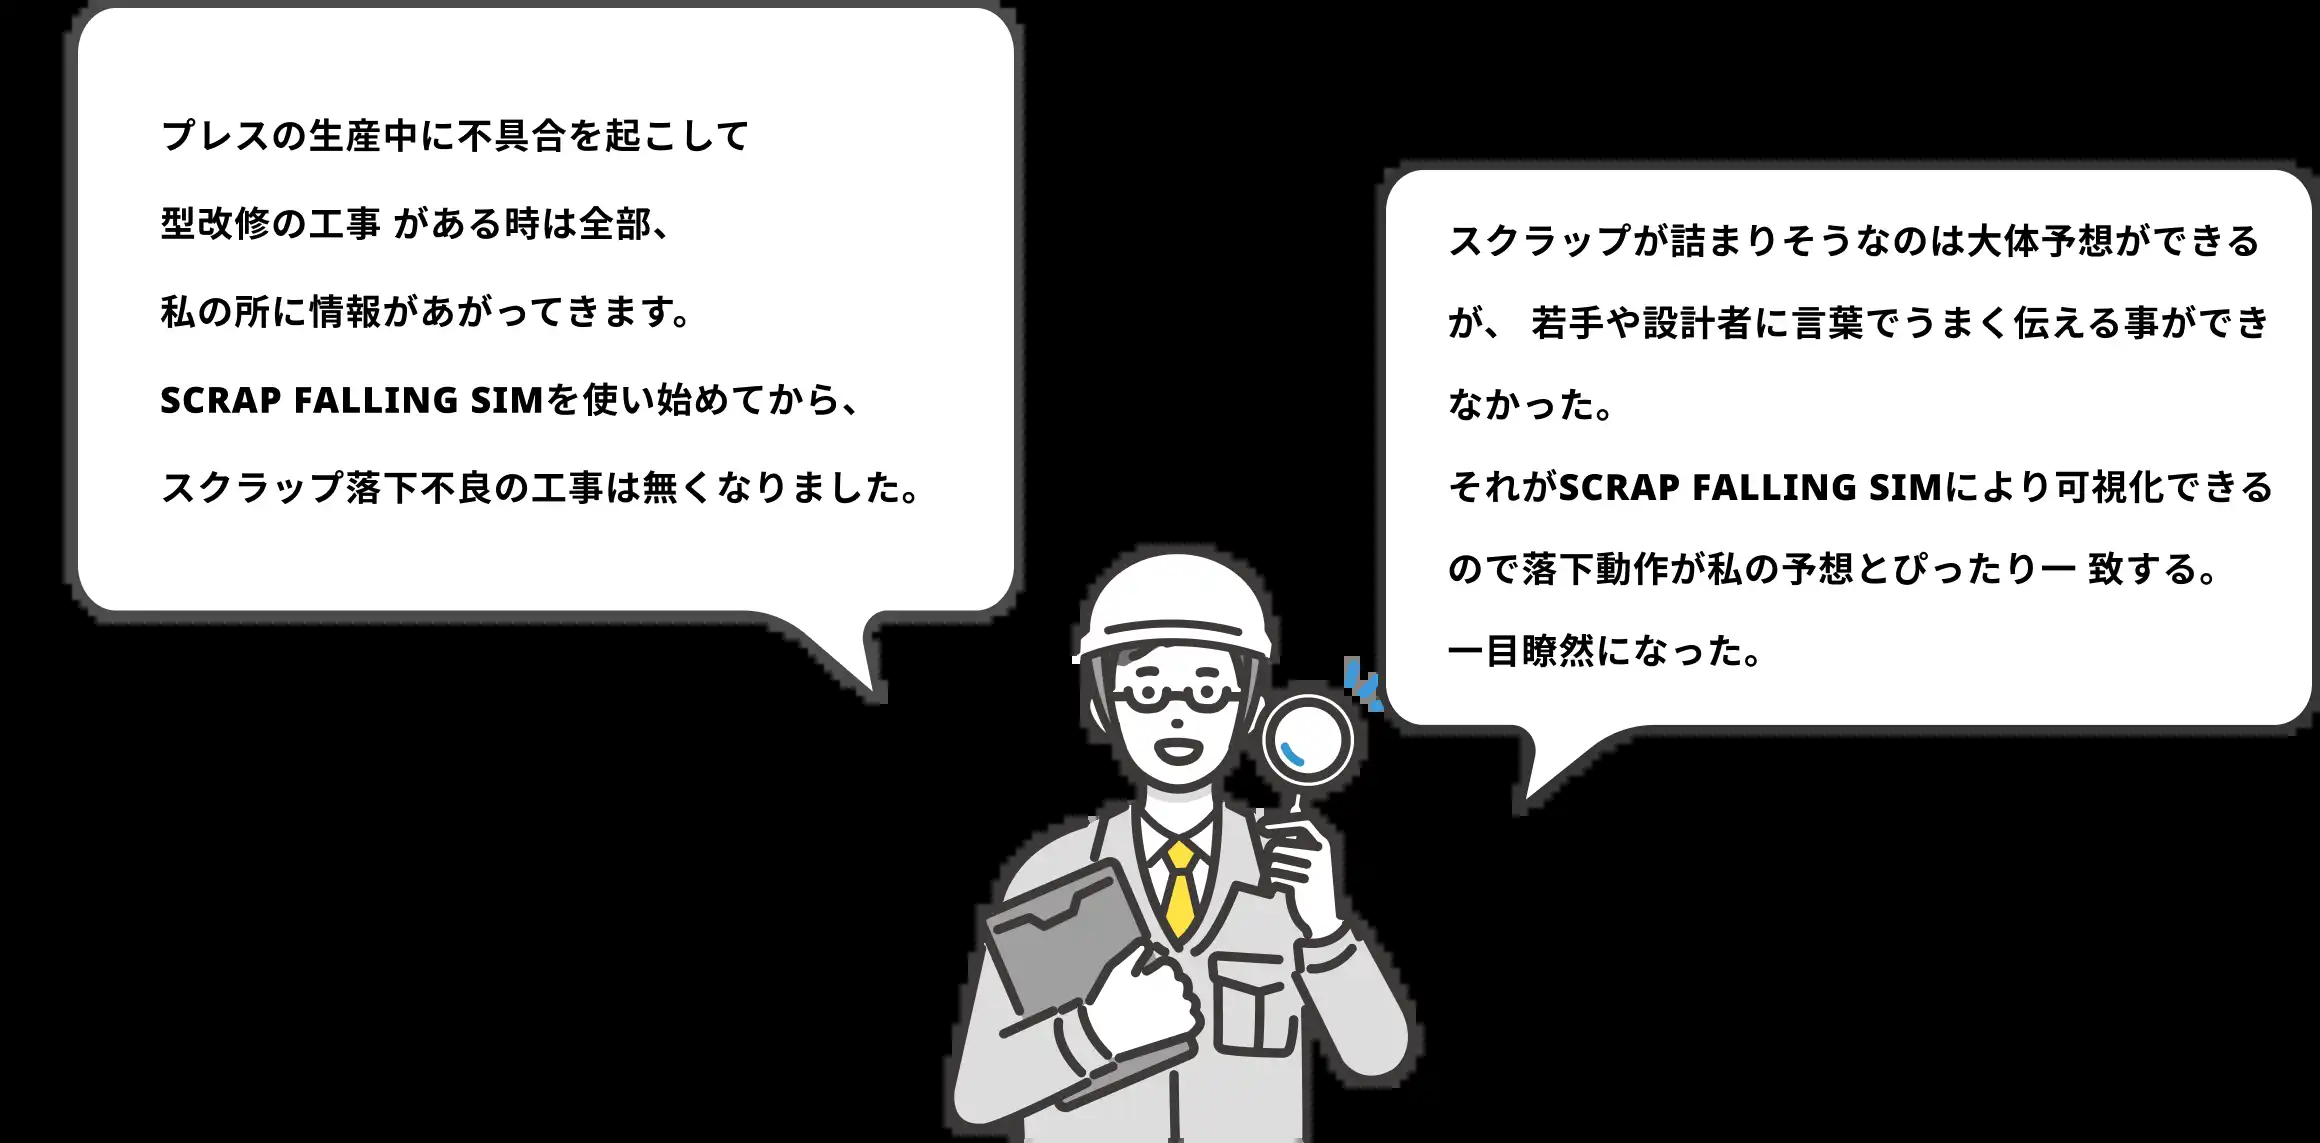 プレスの生産中に不具合を起こして
型改修の工事 がある時は全部、
私の所に情報があがってきます。
SCRAP FALLING SIMを使い始めてから、
スクラップ落下不良の工事は無くなりました。
スクラップが詰まりそうなのは大体予想ができる
が、 若手や設計者に言葉でうまく伝える事ができ
なかった。
それがSCRAP FALLING SIMにより可視化できる
ので落下動作が私の予想とぴったり一 致する。
一目瞭然になった。